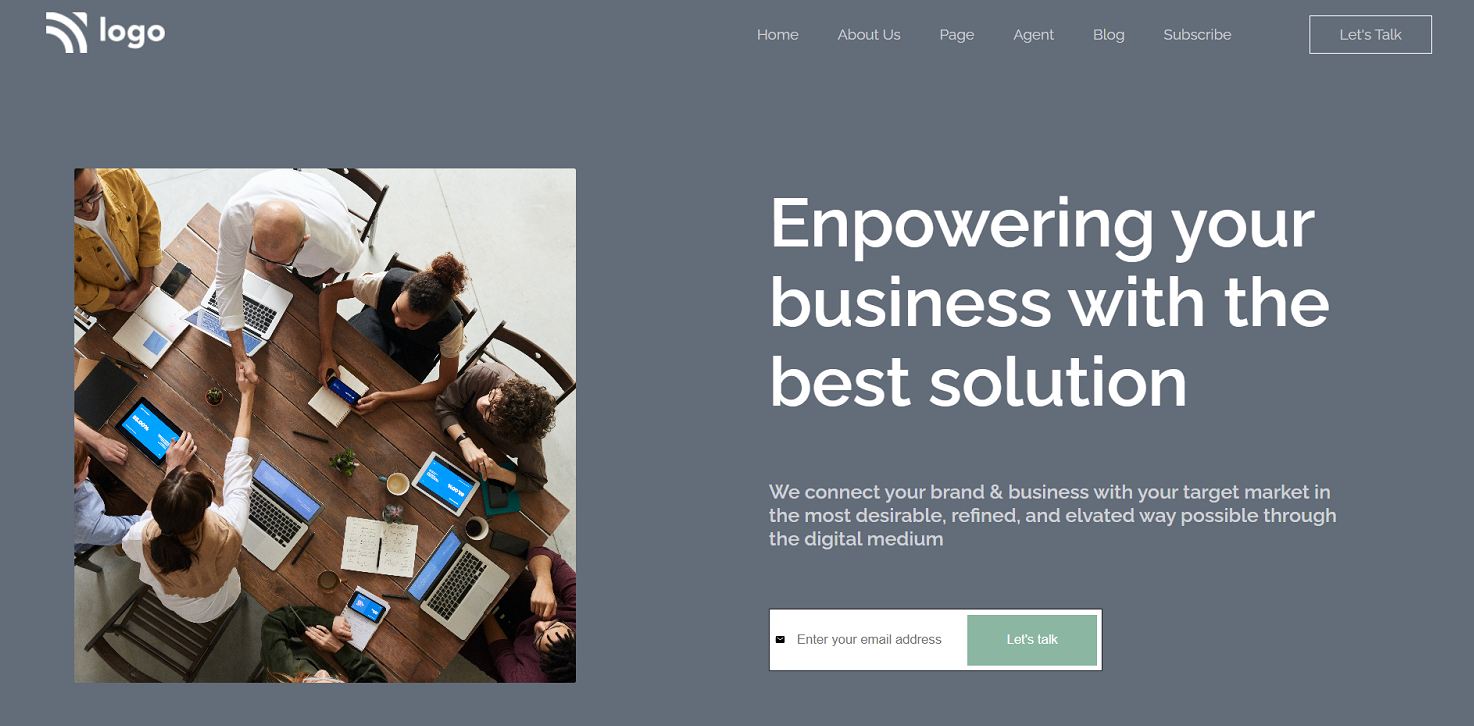 logo
Home About Us Page Agent Blog Subscribe Let's Talk
Enpowering your
business with the
best solution
We connect your brand & business with your target market in
the most desirable, refined, and elvated way possible through
the digital medium
Enter your email address Let's talk